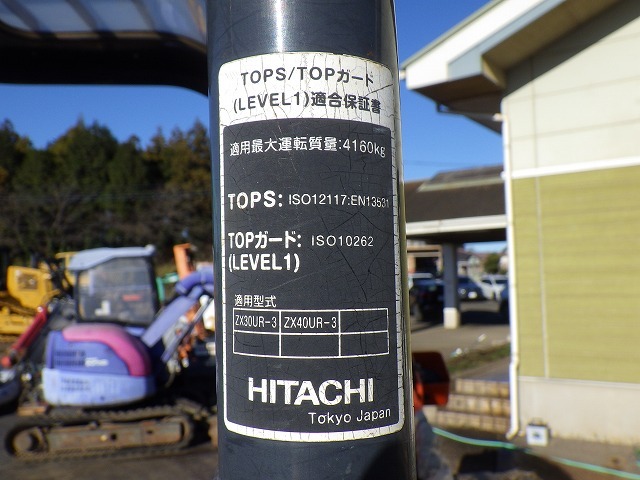 TOPS/TOPガード
(LEVEL1)適合保証書
適用最大運転質量:4160kg
TOPS: ISO12117:EN13531
TOPガード: ISO10262
(LEVEL1)
適用型式
ZX30UR-3 ZX40UR-3
HITACHI
Tokyo Japan